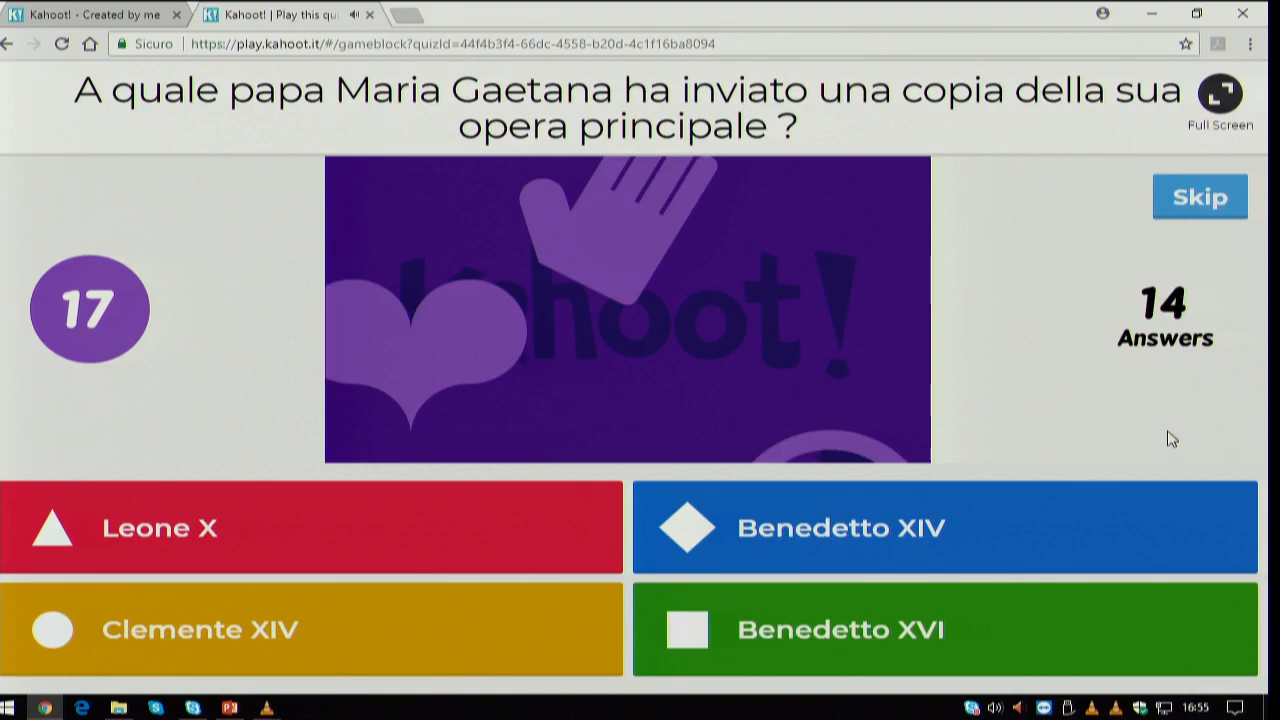 Kahoot! - Created by me
Kahoot! | Play this qui
Sicuro
https://play.kahoot.it/#/gameblock?quizId=44f4b3f4-66dc-4558-b20d-4c1f16ba8094
A quale papa Maria Gaetana ha inviato una copia della sua
opera principale ?
Full Screen
Skip
17
Kahoot!
14
Answers
Leone X
Benedetto XIV
Clemente XIV
Benedetto XVI
16:55